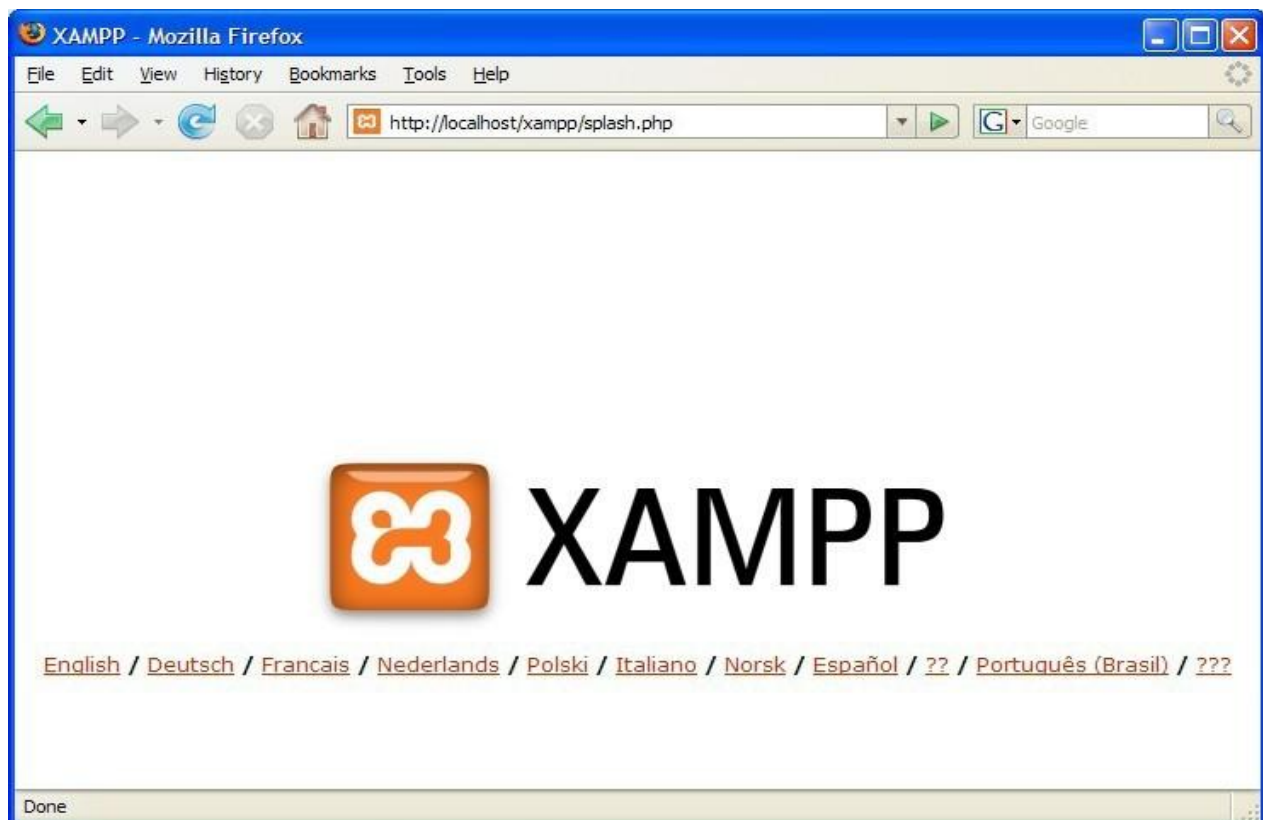 XAMPP - Mozilla Firefox
File Edit View History Bookmarks Tools Help
http://localhost/xampp/splash.php
G Google
XAMPP
English / Deutsch / Francais / Nederlands / Polski / Italiano / Norsk / Español / ?? / Português (Brasil) / ???
Done